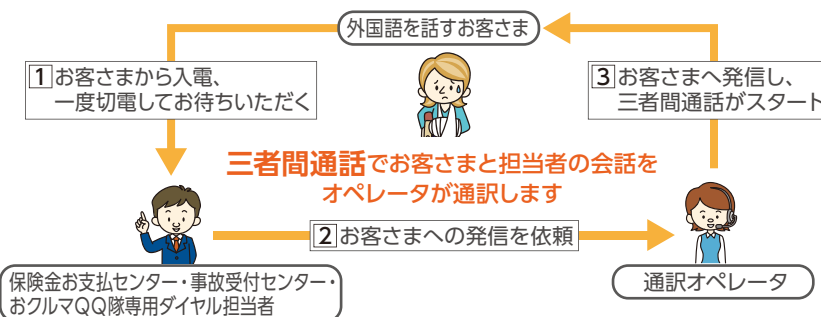 外国語を話すお客さま
1 お客さまから入電、
一度切電してお待ちいただく
3 お客さまへ発信し、
三者間通話がスタート
三者間通話でお客さまと担当者の会話を
オペレータが通訳します
2 お客さまへの発信を依頼
保険金お支払センター・事故受付センター・
おクルマQQ隊専用ダイヤル担当者
通訳オペレータ